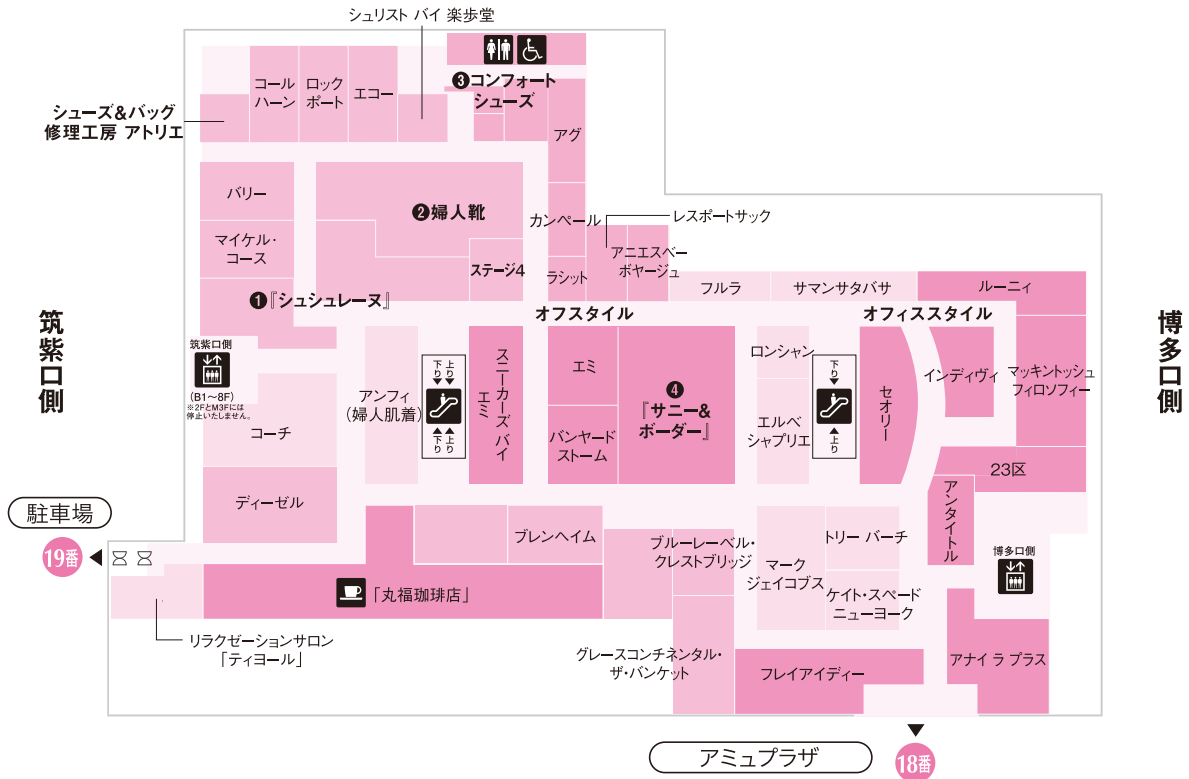 シュリスト バイ 楽歩堂
シューズ&バッグ
修理工房 アトリエ
コール
ハーン
ロック
ポート
エコー
❸コンフォート
シューズ
アグ
バリー
❷婦人靴
カンペール
レスポートサック
マイケル・
コース
ステージ4
ラシット
アニエスベー
ボヤージュ
フルラ
サマンサタバサ
ルーニィ
❶『シュシュレーヌ』
オフスタイル
オフィススタイル
筑紫口側
博多口側
筑紫口側
(B1～8F)
※2FとM3Fには
停止いたしません。
アンフィ
(婦人肌着)
下り
上り
下り
上り
スニーカーズ バイ
エミ
エミ
バンヤード
ストーム
❹
『サニー&
ボーダー』
ロンシャン
エルベ
シャプリエ
下り
上り
セオリー
インディヴィ
マッキントッシュ
フィロソフィー
コーチ
ディーゼル
23区
アンタイトル
駐車場
19番
ブレンヘイム
ブルーレーベル・
クレストブリッジ
マーク
ジェイコブス
トリー バーチ
ケイト・スペード
ニューヨーク
博多口側
「丸福珈琲店」
リラクゼーションサロン
「ティヨール」
グレースコンチネンタル・
ザ・バンケット
フレイアイディー
アナイ ラ プラス
アミュプラザ
18番